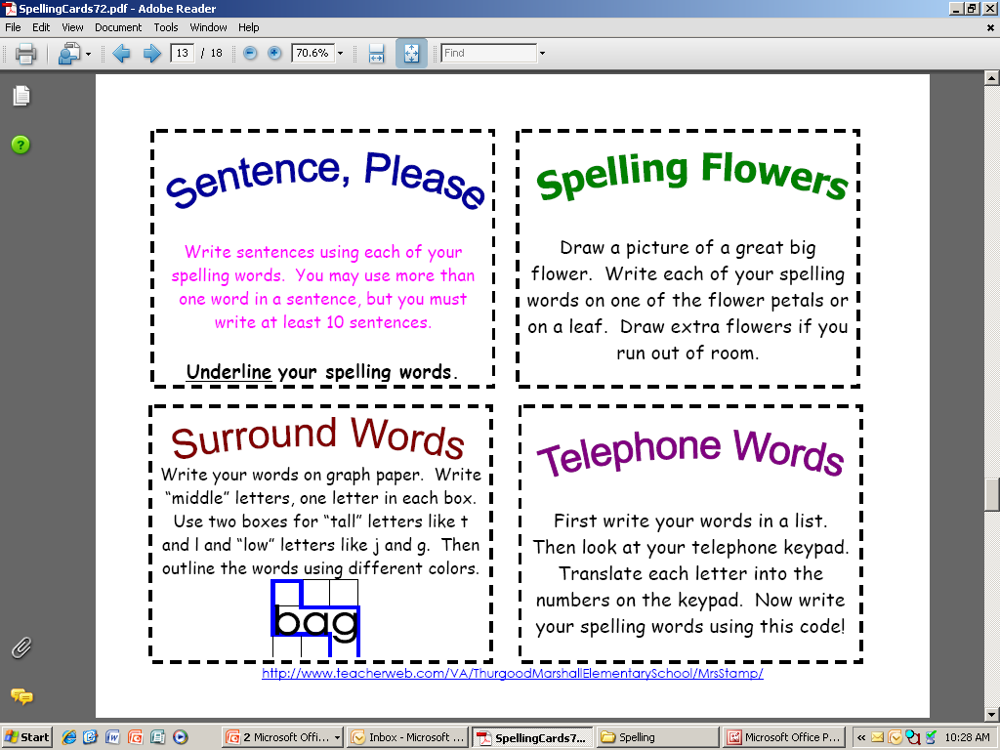 SpellingCards72.pdf - Adobe Reader
File Edit View Document Tools Window Help
13 / 18 70.6% Find
Sentence, Please
Write sentences using each of your
spelling words. You may use more than
one word in a sentence, but you must
write at least 10 sentences.
Underline your spelling words.
Spelling Flowers
Draw a picture of a great big
flower. Write each of your spelling
words on one of the flower petals or
on a leaf. Draw extra flowers if you
run out of room.
Surround Words
Write your words on graph paper. Write
“middle” letters, one letter in each box.
Use two boxes for “tall” letters like t
and l and “low” letters like j and g. Then
outline the words using different colors.
bag
Telephone Words
First write your words in a list.
Then look at your telephone keypad.
Translate each letter into the
numbers on the keypad. Now write
your spelling words using this code!
http://www.teacherweb.com/VA/ThurgoodMarshallElementarySchool/MrsStamp/
Start 2 Microsoft Offi... Inbox - Microsoft ... SpellingCards7... Spelling Microsoft Office P... « 10:28 AM